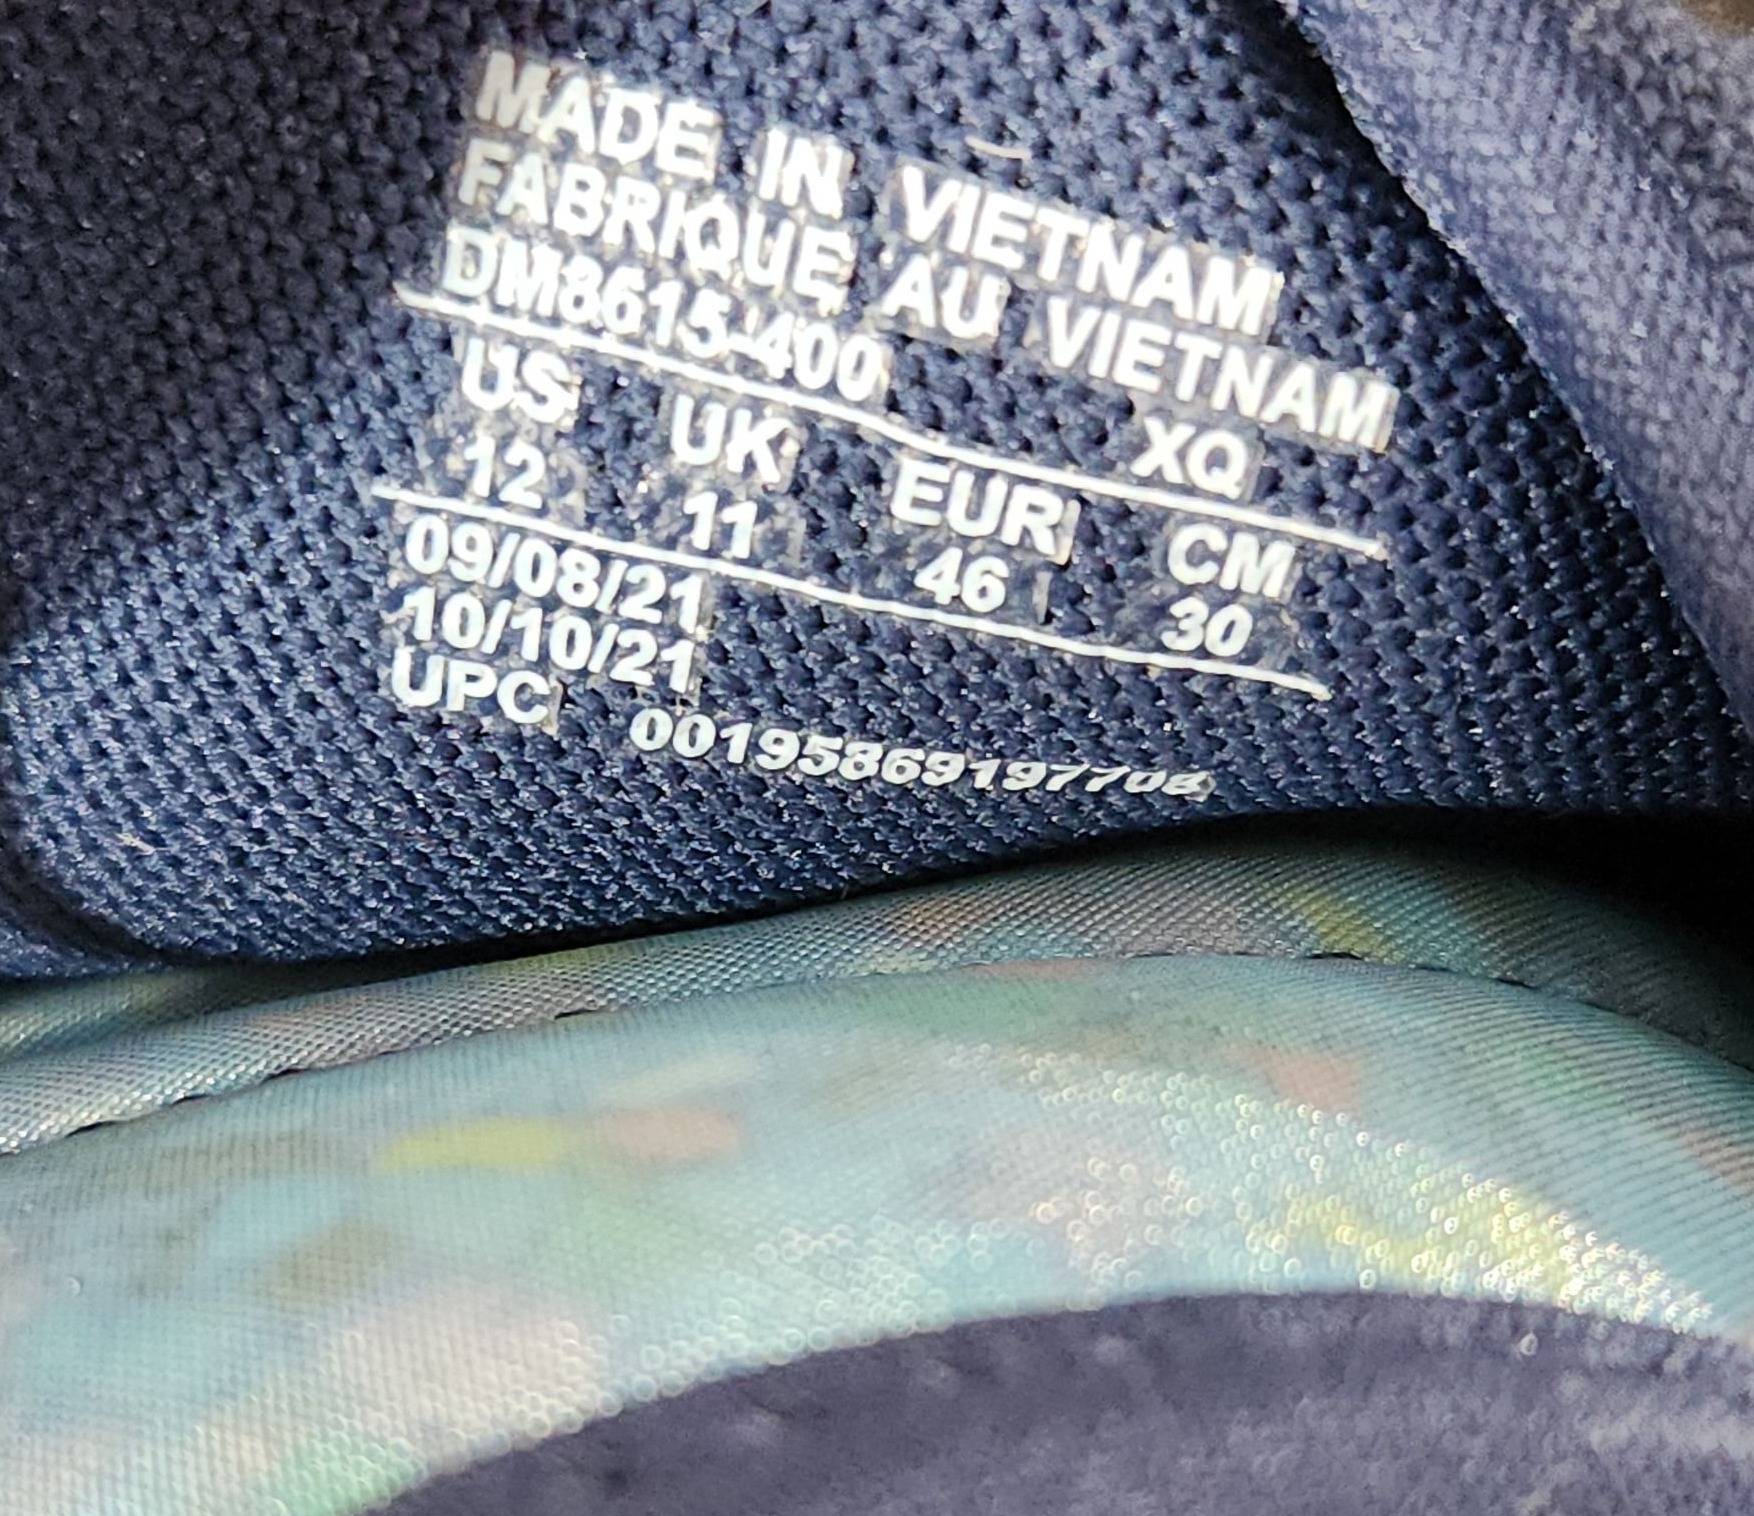 MADE IN VIETNAM
FABRIQUE AU VIETNAM
DM8615-400 XQ
US UK EUR CM
12 11 46 30
09/08/21
10/10/21
UPC 00195869197708